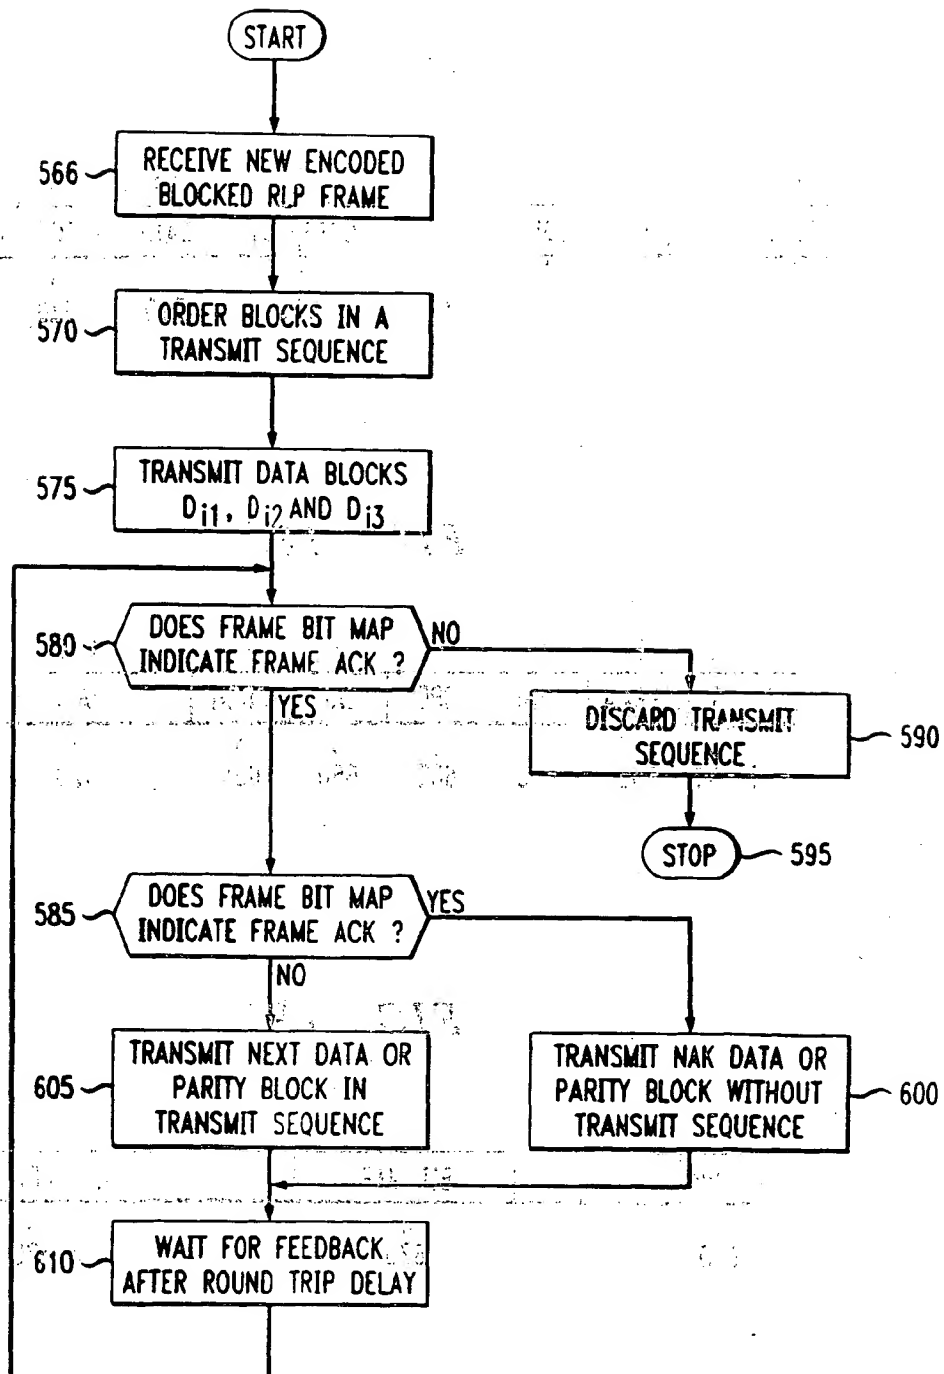 START
566
RECEIVE NEW ENCODED
BLOCKED RLP FRAME
570
ORDER BLOCKS IN A
TRANSMIT SEQUENCE
575
TRANSMIT DATA BLOCKS
Di1, Di2 AND Di3
580
DOES FRAME BIT MAP
INDICATE FRAME ACK ?
NO
YES
DISCARD TRANSMIT
SEQUENCE
590
STOP
595
585
DOES FRAME BIT MAP
INDICATE FRAME ACK ?
YES
NO
605
TRANSMIT NEXT DATA OR
PARITY BLOCK IN
TRANSMIT SEQUENCE
TRANSMIT NAK DATA OR
PARITY BLOCK WITHOUT
TRANSMIT SEQUENCE
600
610
WAIT FOR FEEDBACK
AFTER ROUND TRIP DELAY